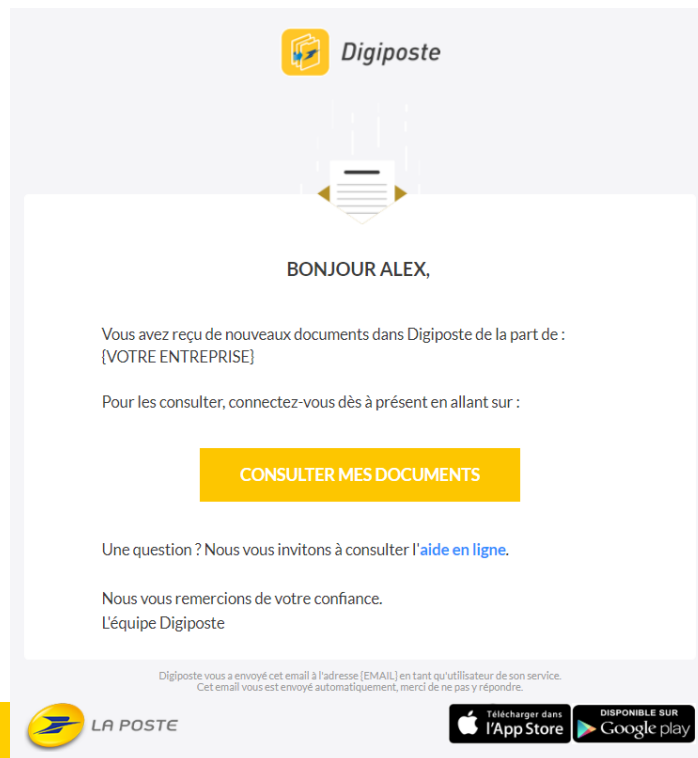 Digiposte
BONJOUR ALEX,
Vous avez reçu de nouveaux documents dans Digiposte de la part de :
{VOTRE ENTREPRISE}
Pour les consulter, connectez-vous dès à présent en allant sur :
CONSULTER MES DOCUMENTS
Une question ? Nous vous invitons à consulter l'aide en ligne.
Nous vous remercions de votre confiance.
L'équipe Digiposte
Digiposte vous a envoyé cet email à l'adresse [EMAIL] en tant qu'utilisateur de son service.
Cet email vous est envoyé automatiquement, merci de ne pas y répondre.
LA POSTE
Télécharger dans
l'App Store
DISPONIBLE SUR
Google play